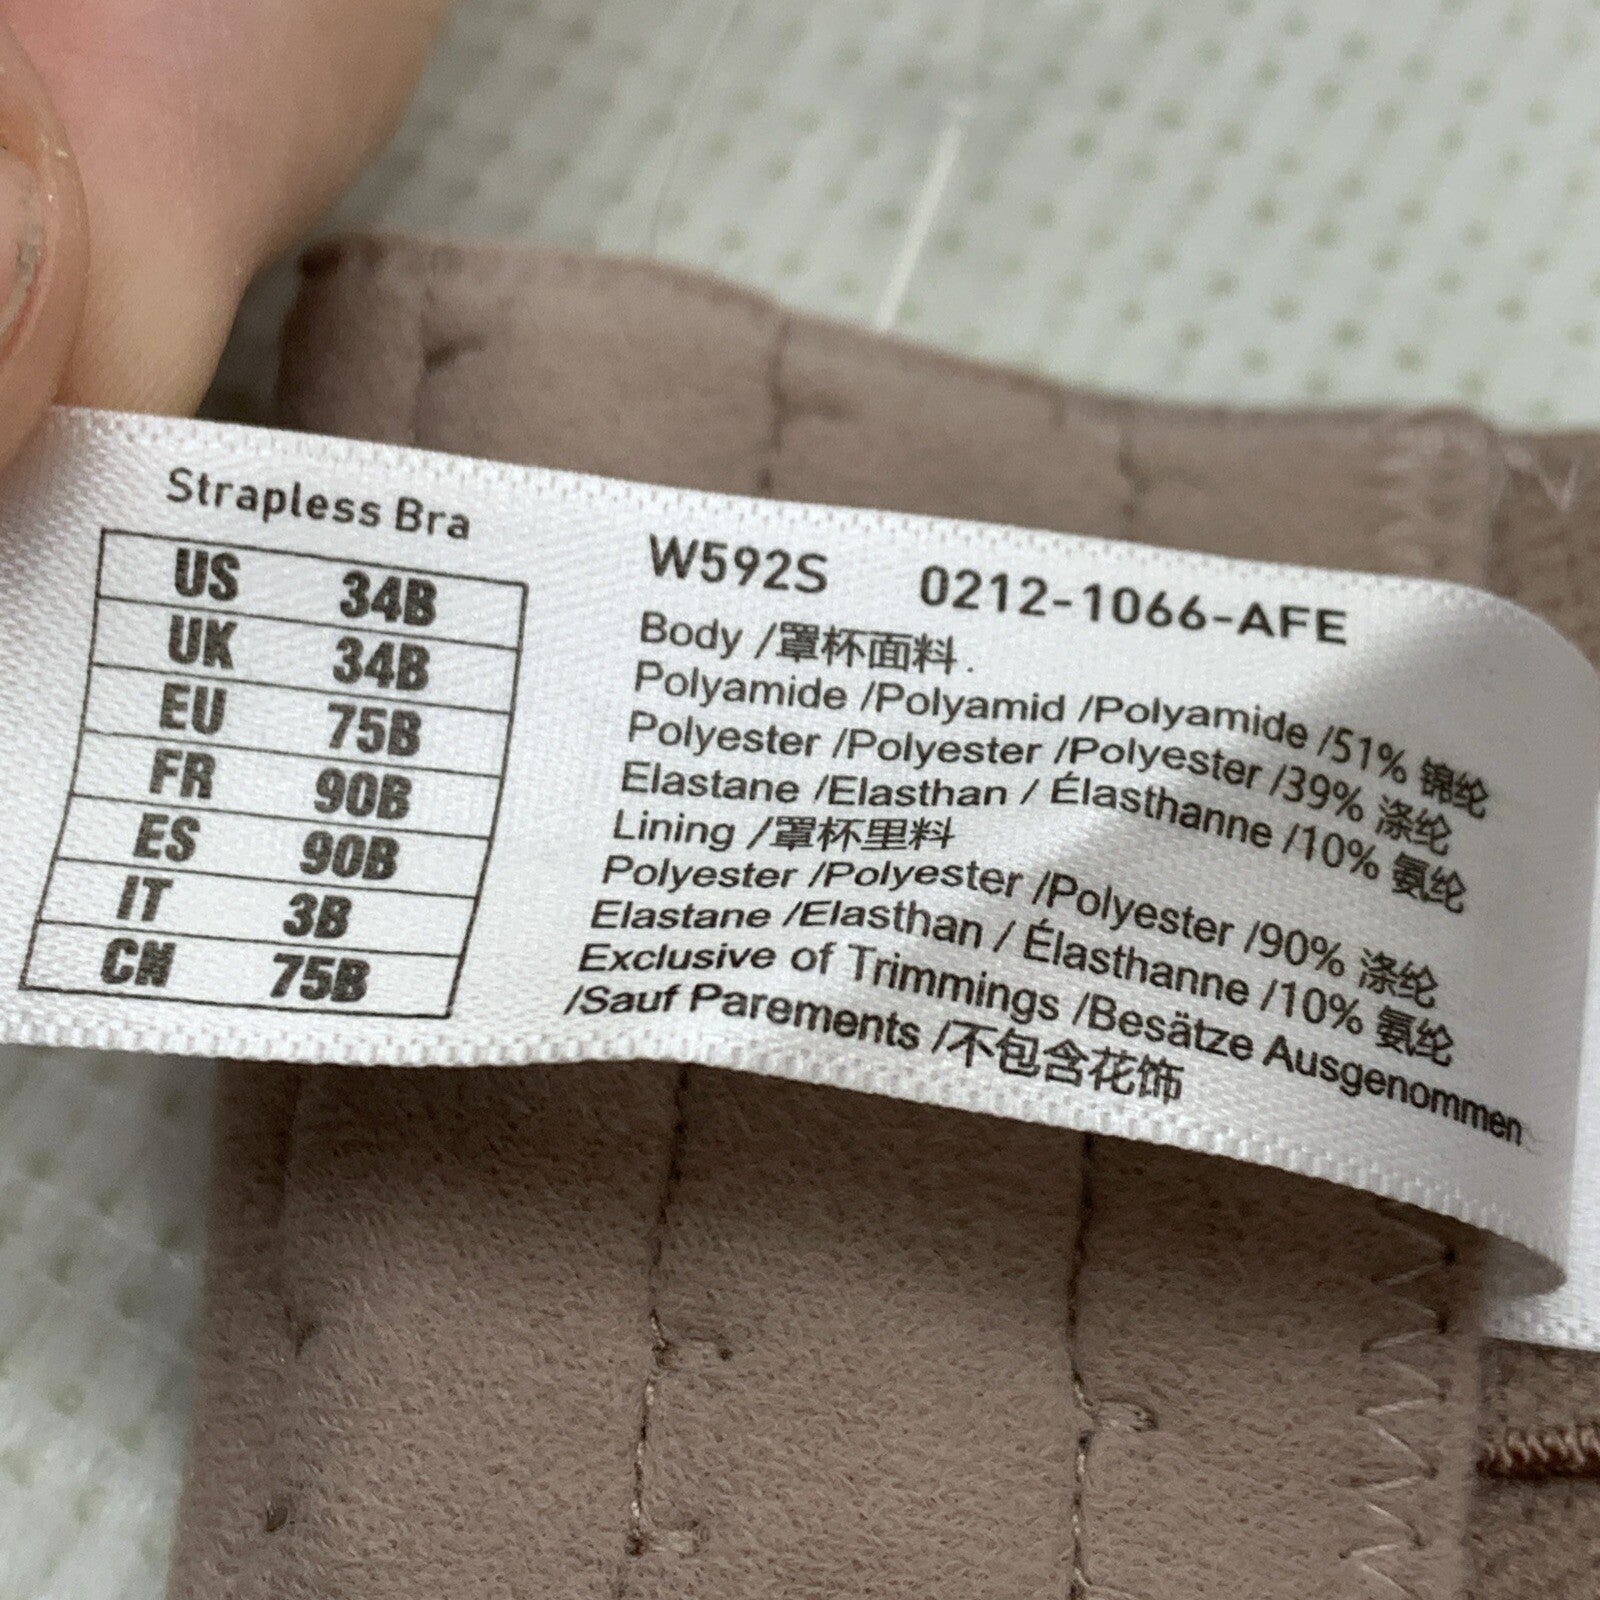 Strapless Bra
US 34B
UK 34B
EU 75B
FR 90B
ES 90B
IT 3B
CN 75B
W592S 0212-1066-AFE
Body /罩杯面料.
Polyamide /Polyamid /Polyamide /51% 锦纶
Polyester /Polyester /Polyester /39% 涤纶
Elastane /Elasthan / Élasthanne /10% 氨纶
Lining /罩杯里料
Polyester /Polyester /Polyester /90% 涤纶
Elastane /Elasthan / Élasthanne /10% 氨纶
Exclusive of Trimmings /Besätze Ausgenommen
/Sauf Parements /不包含花饰